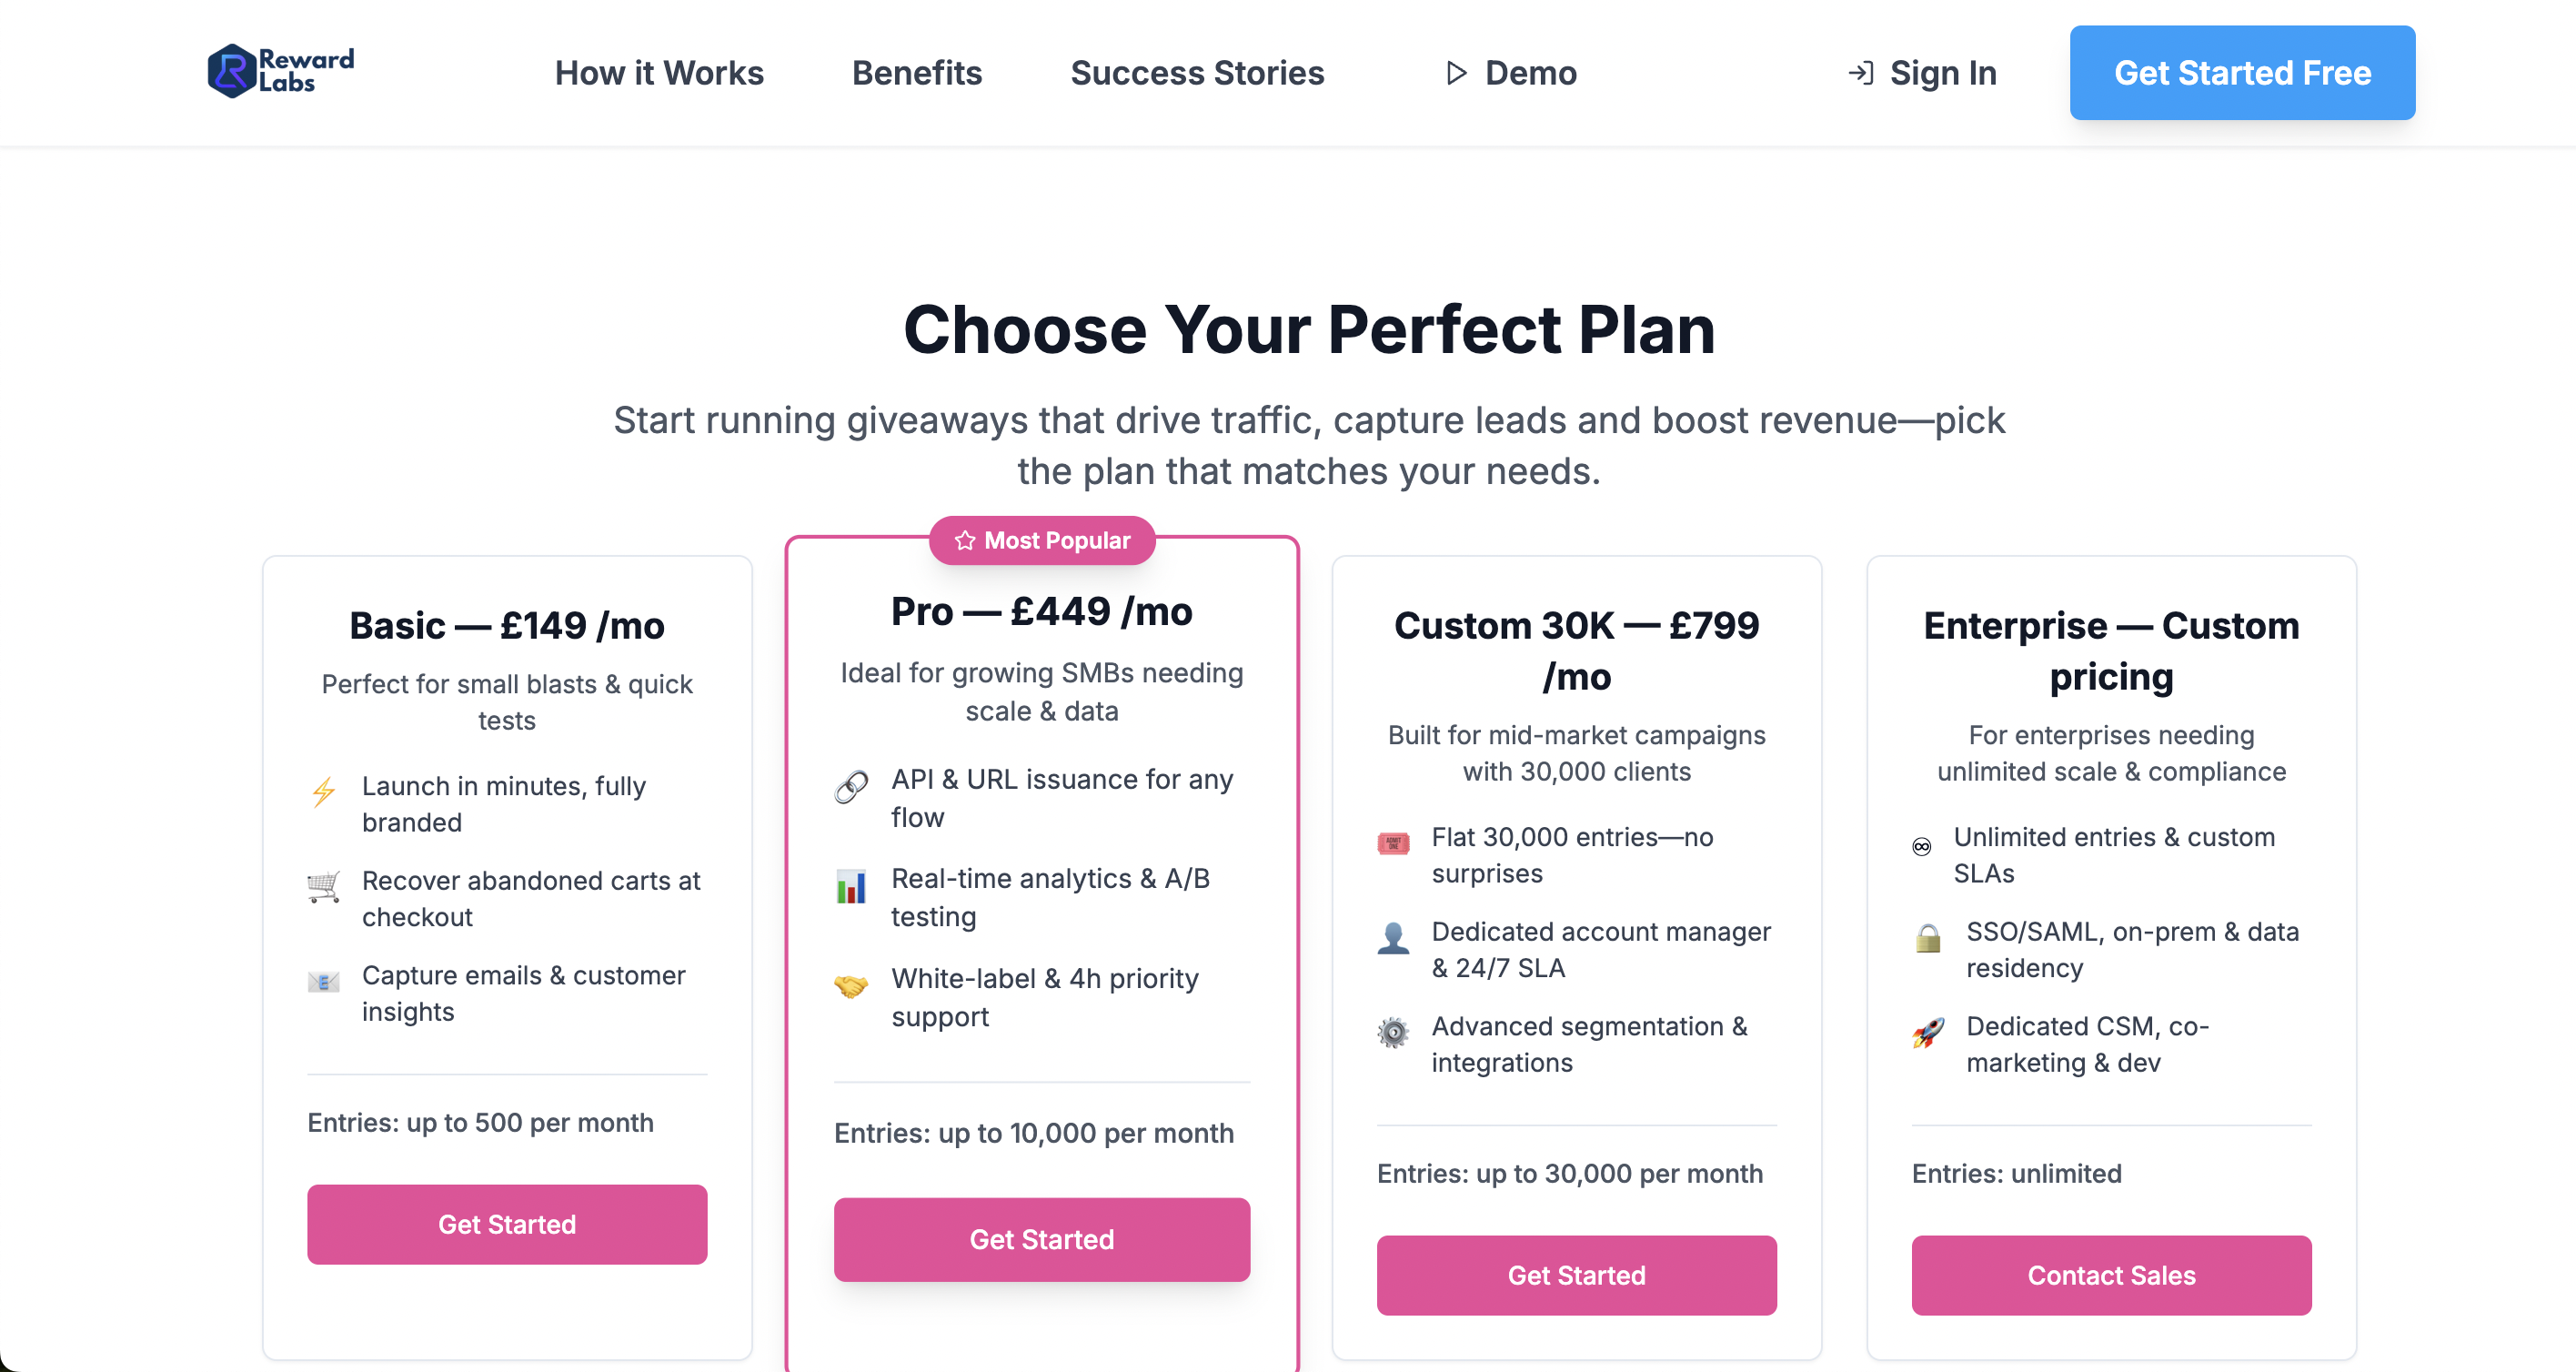 Reward
Labs
How it Works
Benefits
Success Stories
Demo
Sign In
Get Started Free
Choose Your Perfect Plan
Start running giveaways that drive traffic, capture leads and boost revenue—pick
the plan that matches your needs.
Basic — £149 /mo
Perfect for small blasts & quick
tests
Launch in minutes, fully
branded
Recover abandoned carts at
checkout
Capture emails & customer
insights
Entries: up to 500 per month
Get Started
Most Popular
Pro — £449 /mo
Ideal for growing SMBs needing
scale & data
API & URL issuance for any
flow
Real-time analytics & A/B
testing
White-label & 4h priority
support
Entries: up to 10,000 per month
Get Started
Custom 30K — £799
/mo
Built for mid-market campaigns
with 30,000 clients
ADMIT
ONE
Flat 30,000 entries—no
surprises
Dedicated account manager
& 24/7 SLA
Advanced segmentation &
integrations
Entries: up to 30,000 per month
Get Started
Enterprise — Custom
pricing
For enterprises needing
unlimited scale & compliance
Unlimited entries & custom
SLAs
SSO/SAML, on-prem & data
residency
Dedicated CSM, co-
marketing & dev
Entries: unlimited
Contact Sales